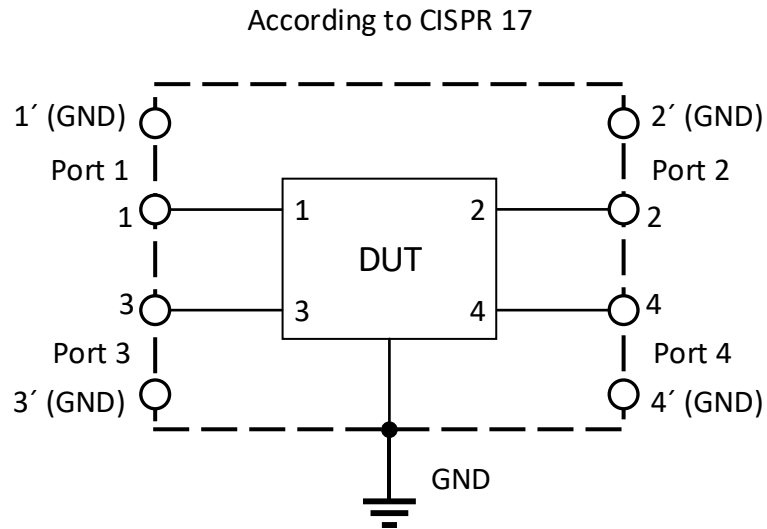 According to CISPR 17
1´ (GND)
2´ (GND)
Port 1
Port 2
1
1
2
2
DUT
3
3
4
4
Port 3
Port 4
3´ (GND)
4´ (GND)
GND